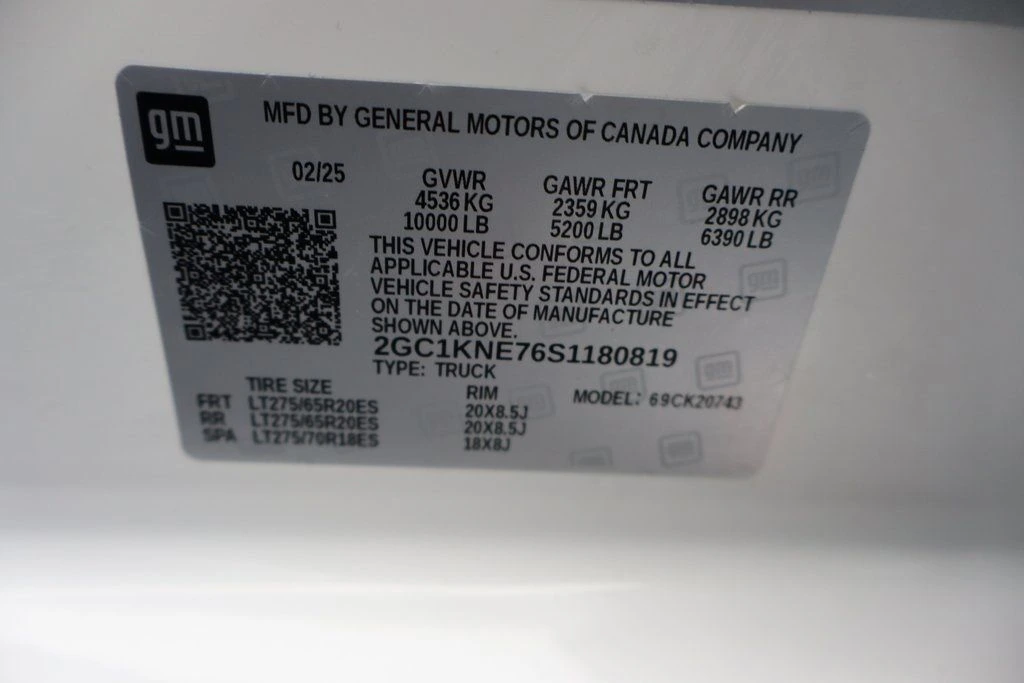 gm
MFD BY GENERAL MOTORS OF CANADA COMPANY
02/25
GVWR
4536 KG
10000 LB
GAWR FRT
2359 KG
5200 LB
GAWR RR
2898 KG
6390 LB
THIS VEHICLE CONFORMS TO ALL
APPLICABLE U.S. FEDERAL MOTOR
VEHICLE SAFETY STANDARDS IN EFFECT
ON THE DATE OF MANUFACTURE
SHOWN ABOVE.
2GC1KNE76S1180819
TYPE: TRUCK
TIRE SIZE RIM MODEL: 69CK20743
FRT LT275/65R20ES 20X8.5J
RR LT275/65R20ES 20X8.5J
SPA LT275/70R18ES 18X8J